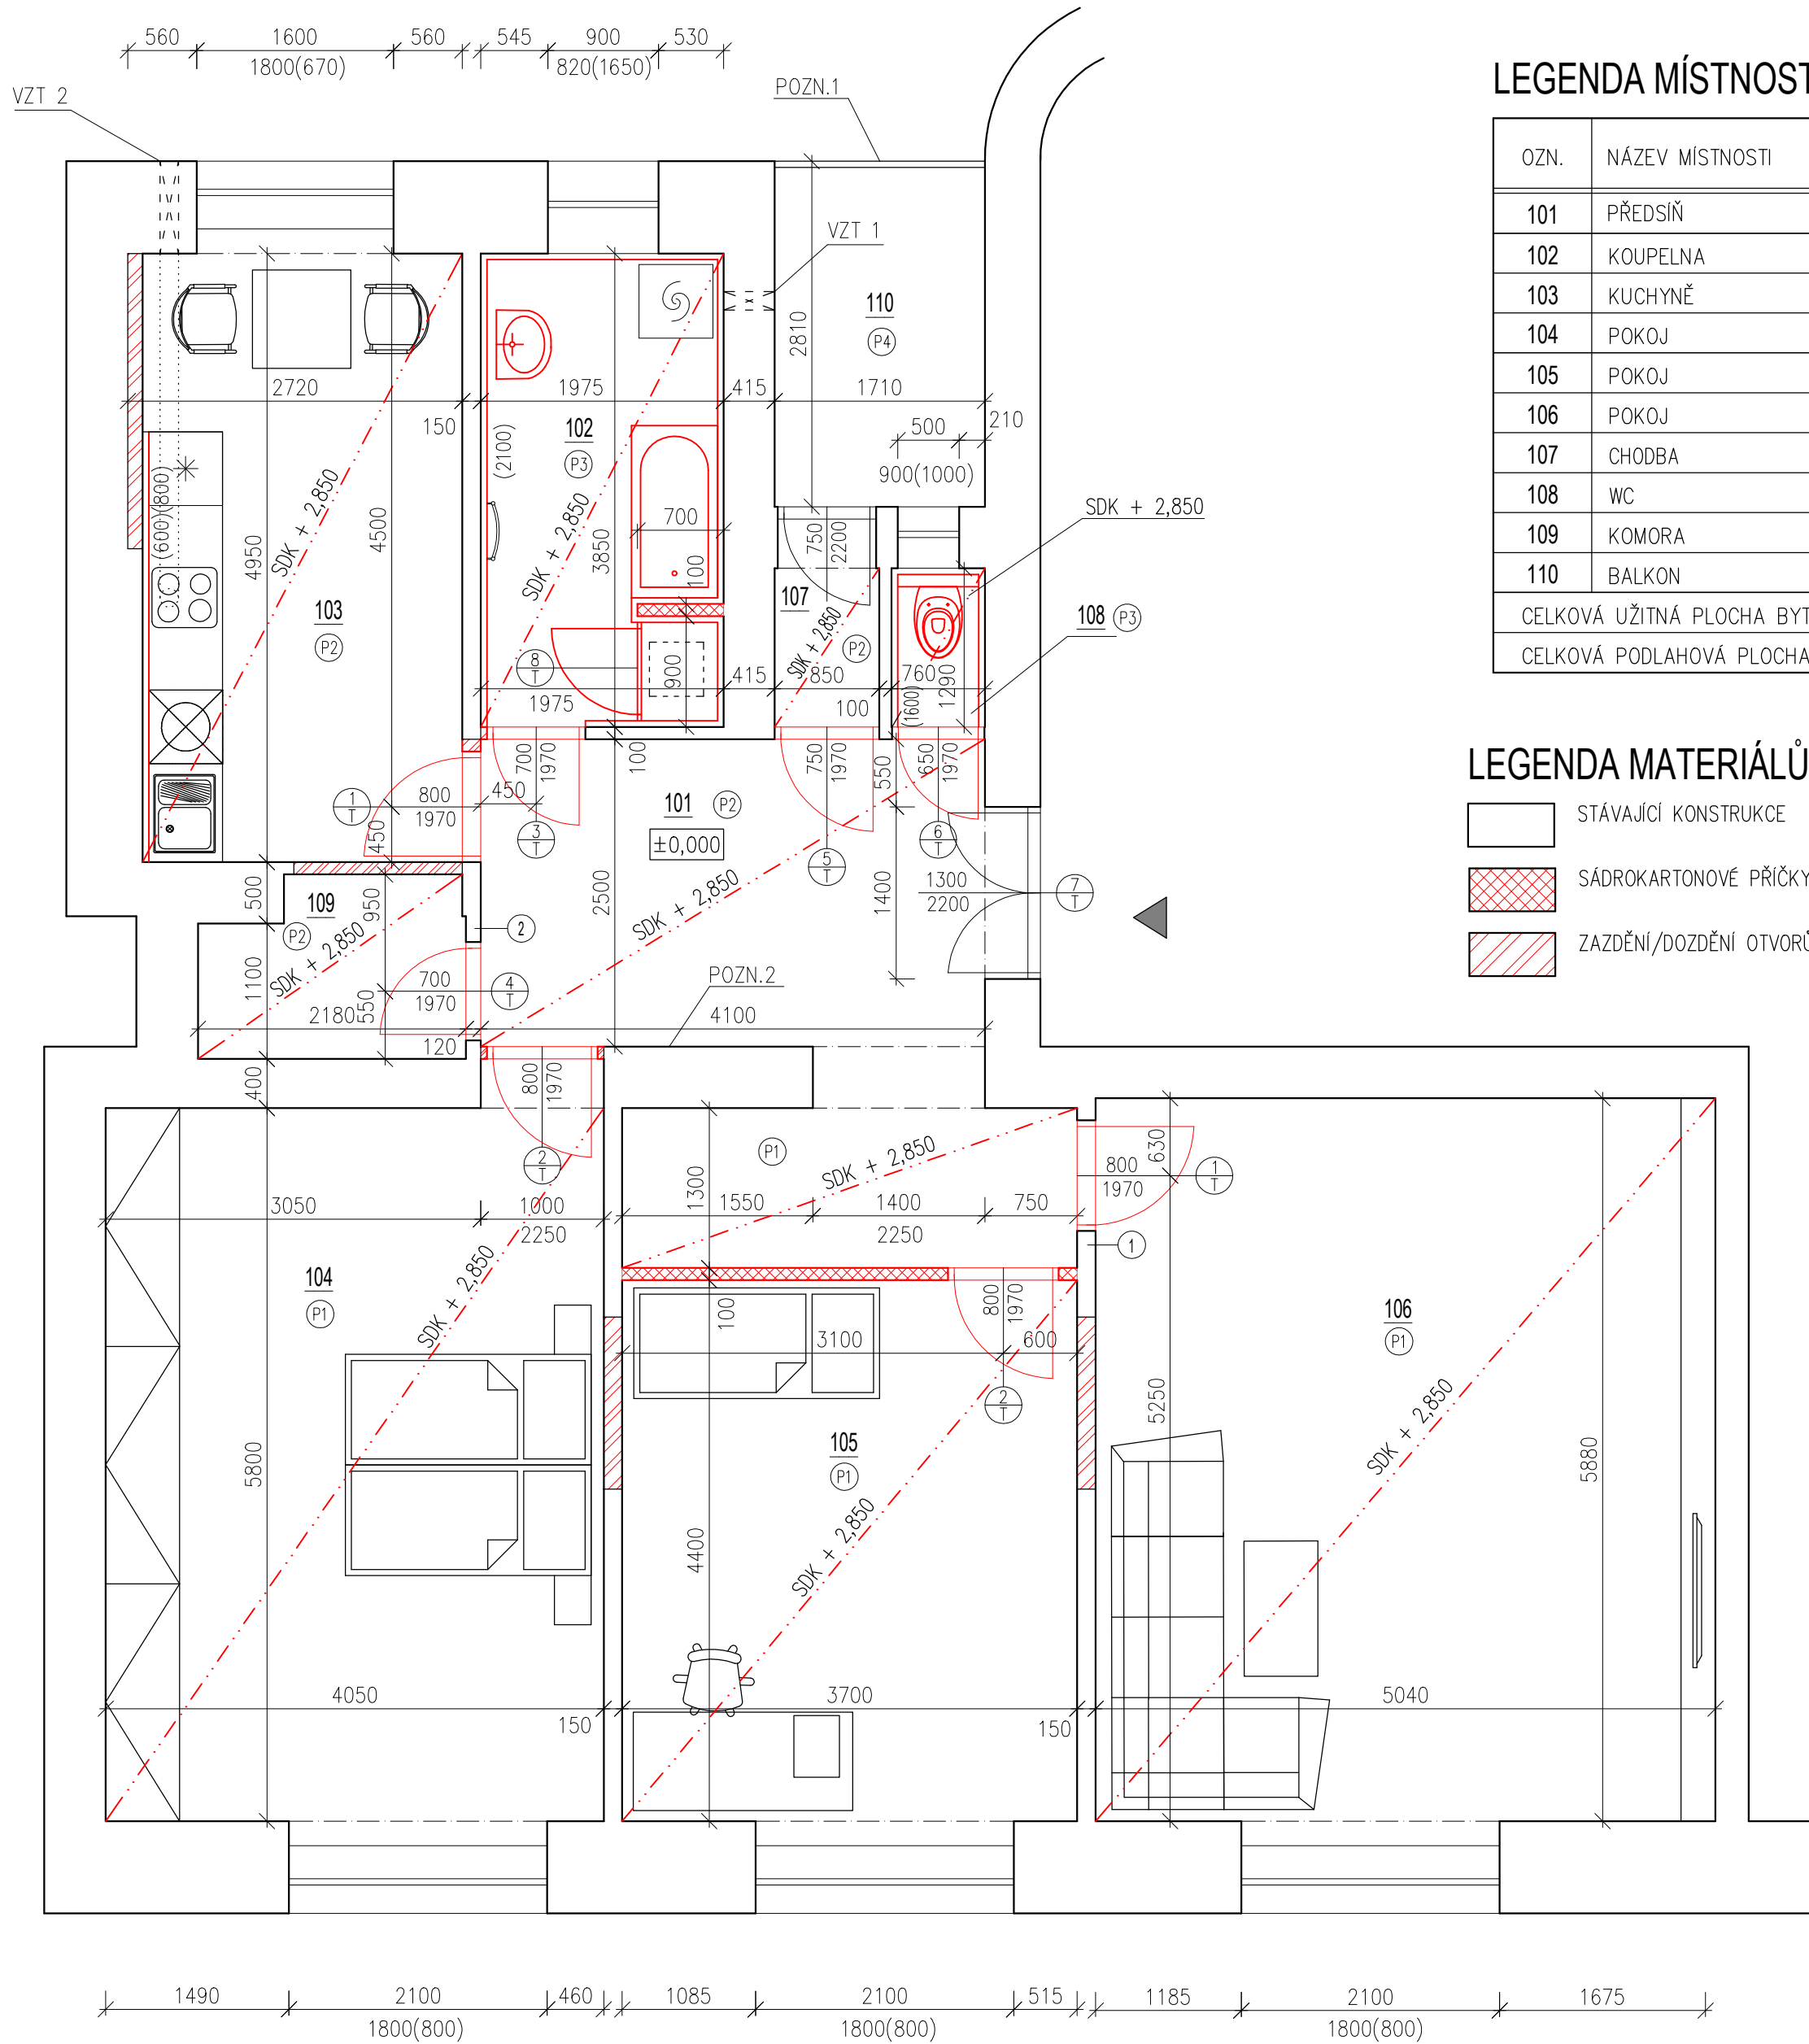 560 1600 560 545 900 530
1800(670) 820(1650)
VZT 2
POZN.1
VZT 1
110
P4
2810
2720 1975 415 1710
150
210
500
900(1000)
102
P3
(2100)
(600)(800)
SDK + 2,850
4950
4500
SDK + 2,850
3850
700
100
750
2200
SDK + 2,850
103
P2
107
SDK + 2,850
P2
108 P3
8
T
900
1975
415 850 760
100
(1600)
1290
700
1970
100
750
1970
550
650
1970
1
T
800
1970
450
450
3
T
101 P2
±0,000
5
T
6
T
1300
2200
7
T
1400
500
950
109
P2
SDK + 2,850
2
2500
SDK + 2,850
1100
700
1970
4
T
550
POZN.2
2180
120
4100
400
800
1970
2
T
P1
SDK + 2,850
1300
630
800
1970
1
T
3050 1000
2250
1550 1400 750
2250
1
104
P1
SDK + 2,850
100
3100
800
1970
600
2
T
106
P1
5250
SDK + 2,850
5880
105
P1
5800
4400
SDK + 2,850
4050 3700 5040
150 150
1490 2100 460 1085 2100 515 1185 2100 1675
1800(800) 1800(800) 1800(800)
LEGENDA MÍSTNOST
OZN. NÁZEV MÍSTNOSTI
101 PŘEDSÍŇ
102 KOUPELNA
103 KUCHYNĚ
104 POKOJ
105 POKOJ
106 POKOJ
107 CHODBA
108 WC
109 KOMORA
110 BALKON
CELKOVÁ UŽITNÁ PLOCHA BYT
CELKOVÁ PODLAHOVÁ PLOCHA
LEGENDA MATERIÁLŮ
STÁVAJÍCÍ KONSTRUKCE
SÁDROKARTONOVÉ PŘÍČKY
ZAZDĚNÍ/DOZDĚNÍ OTVORŮ